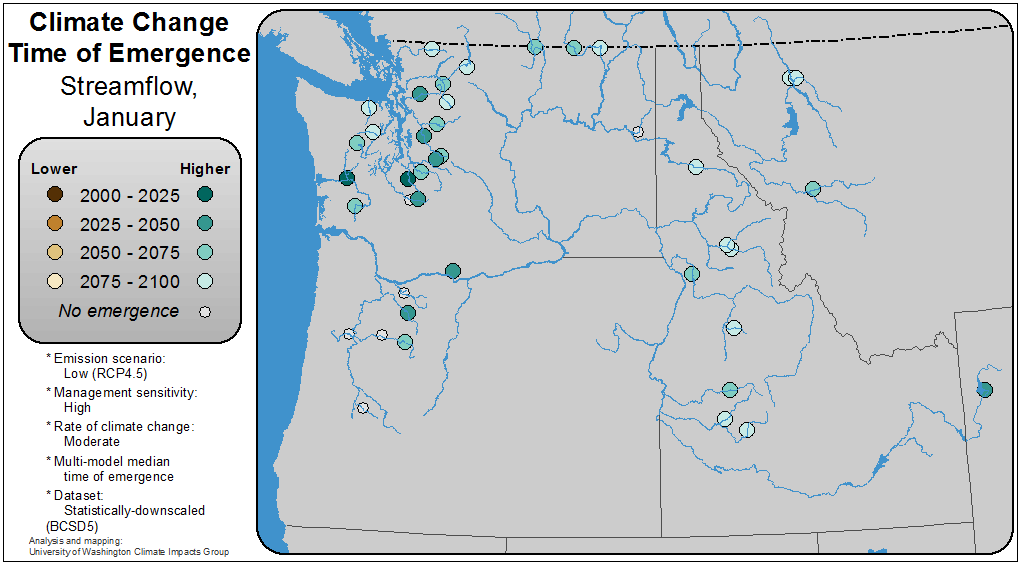 Climate Change
Time of Emergence
Streamflow,
January
Lower Higher
2000 - 2025
2025 - 2050
2050 - 2075
2075 - 2100
No emergence
* Emission scenario:
Low (RCP4.5)
* Management sensitivity:
High
* Rate of climate change:
Moderate
* Multi-model median
time of emergence
* Dataset:
Statistically-downscaled
(BCSD5)
Analysis and mapping:
University of Washington Climate Impacts Group